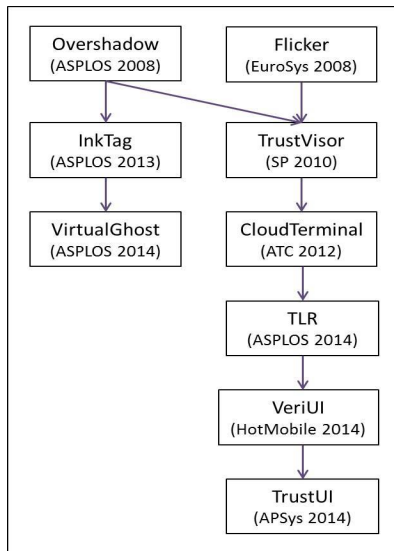 Overshadow
(ASPLOS 2008)
Flicker
(EuroSys 2008)
InkTag
(ASPLOS 2013)
TrustVisor
(SP 2010)
VirtualGhost
(ASPLOS 2014)
CloudTerminal
(ATC 2012)
TLR
(ASPLOS 2014)
VeriUI
(HotMobile 2014)
TrustUI
(APSys 2014)